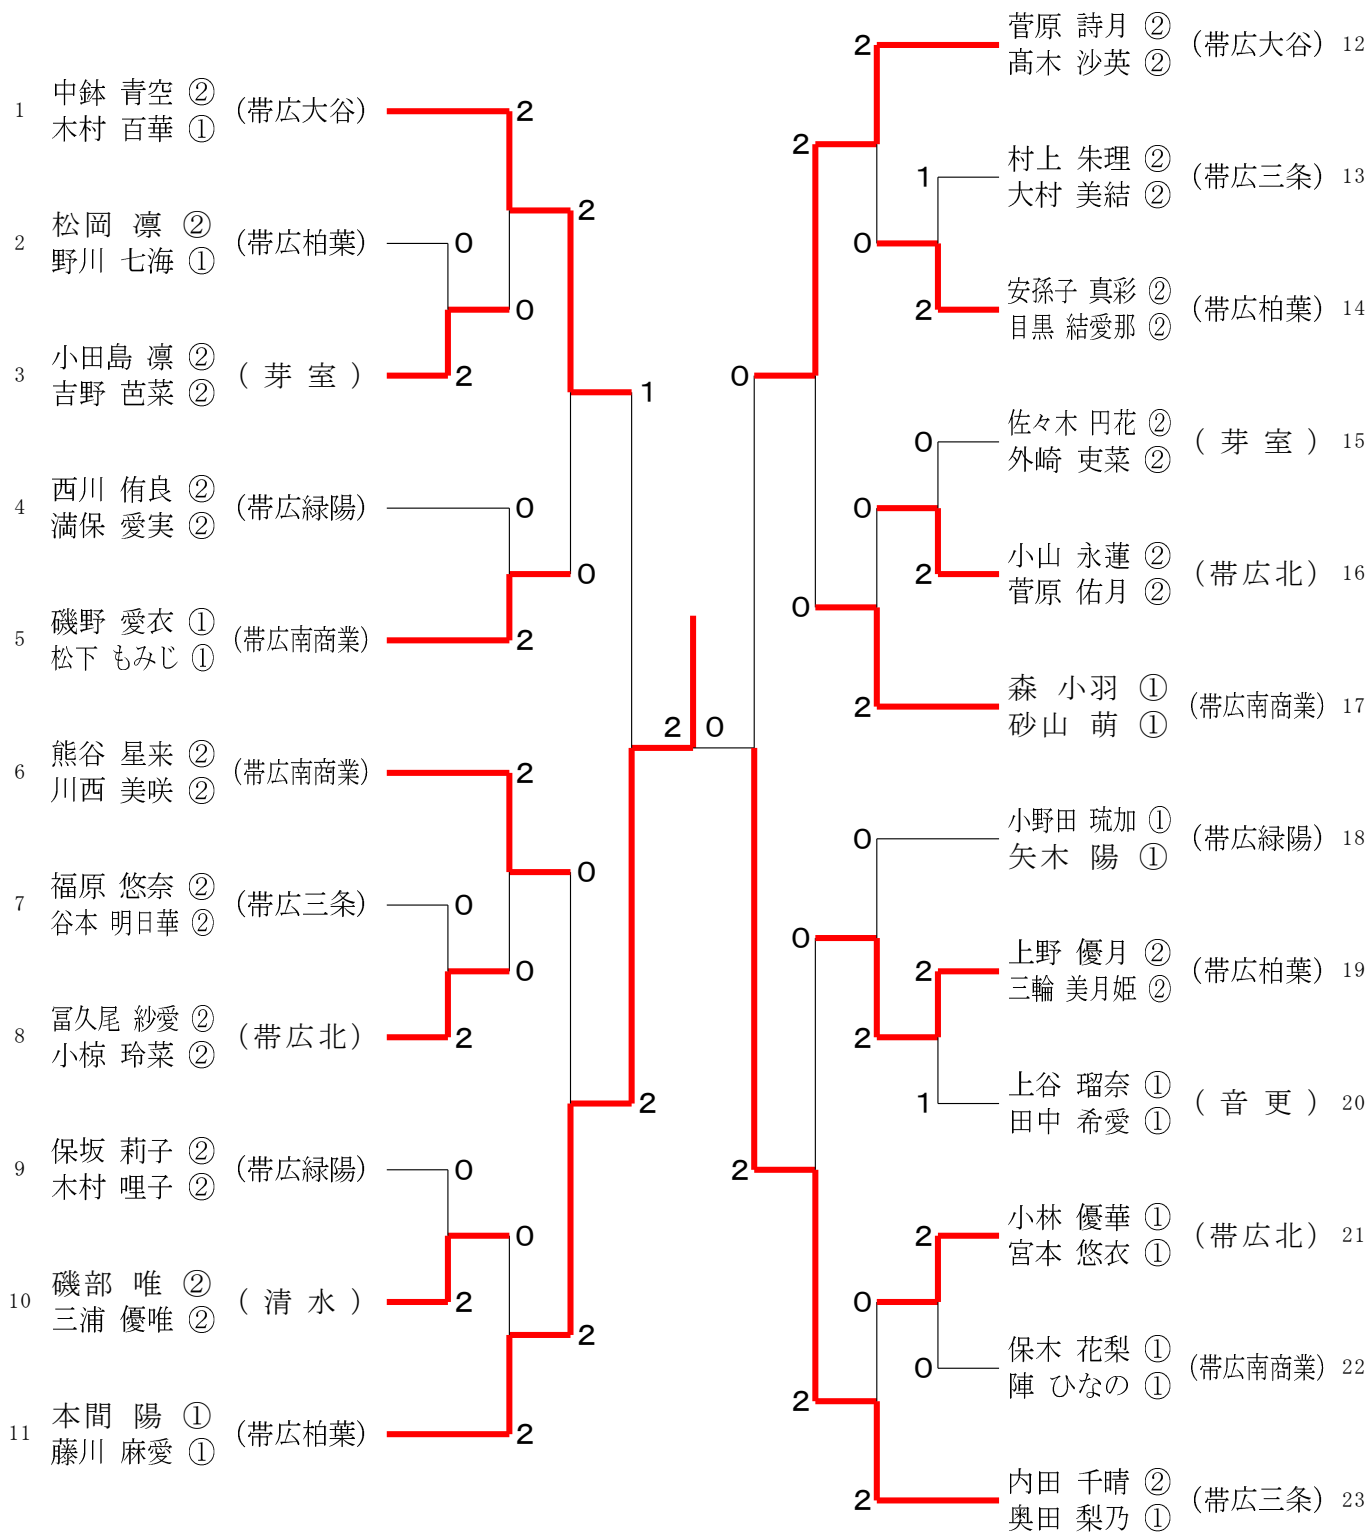 1 中鉢 青空 ② (帯広大谷) 2
木村 百華 ①
2
2 松岡 凛 ② (帯広柏葉) 0
野川 七海 ①
0
3 小田島 凛 ② (芽室) 2
吉野 芭菜 ②
1
4 西川 侑良 ② (帯広緑陽) 0
満保 愛実 ②
0
5 磯野 愛衣 ① (帯広南商業) 2
松下 もみじ ①
2 0
6 熊谷 星来 ② (帯広南商業) 2
川西 美咲 ②
0
7 福原 悠奈 ② (帯広三条) 0
谷本 明日華 ②
0
8 冨久尾 紗愛 ② (帯広北) 2
小椋 玲菜 ②
2
9 保坂 莉子 ② (帯広緑陽) 0
木村 哩子 ②
0
10 磯部 唯 ② (清水) 2
三浦 優唯 ②
2
11 本間 陽 ① (帯広柏葉) 2
藤川 麻愛 ①
2 菅原 詩月 ② (帯広大谷) 12
髙木 沙英 ②
2
1 村上 朱理 ② (帯広三条) 13
大村 美結 ②
0
2 安孫子 真彩 ② (帯広柏葉) 14
目黒 結愛那 ②
0
0 佐々木 円花 ② (芽室) 15
外崎 吏菜 ②
0
2 小山 永蓮 ② (帯広北) 16
菅原 佑月 ②
0
2 森 小羽 ① (帯広南商業) 17
砂山 萌 ①
0 小野田 琉加 ① (帯広緑陽) 18
矢木 陽 ①
0
2 上野 優月 ② (帯広柏葉) 19
三輪 美月姫 ②
2
1 上谷 瑠奈 ① (音更) 20
田中 希愛 ①
2
2 小林 優華 ① (帯広北) 21
宮本 悠衣 ①
0
0 保木 花梨 ① (帯広南商業) 22
陣 ひなの ①
2
2 内田 千晴 ② (帯広三条) 23
奥田 梨乃 ①